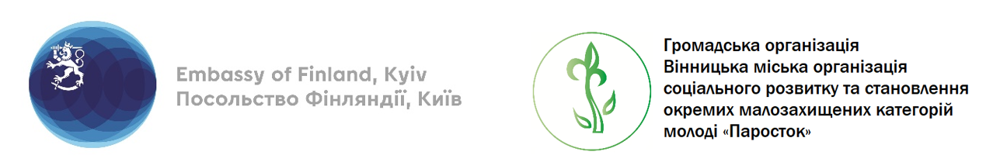 Embassy of Finland, Kyiv
Посольство Фінляндії, Київ
Громадська організація
Вінницька міська організація
соціального розвитку та становлення
окремих малозахищених категорій
молоді «Паросток»